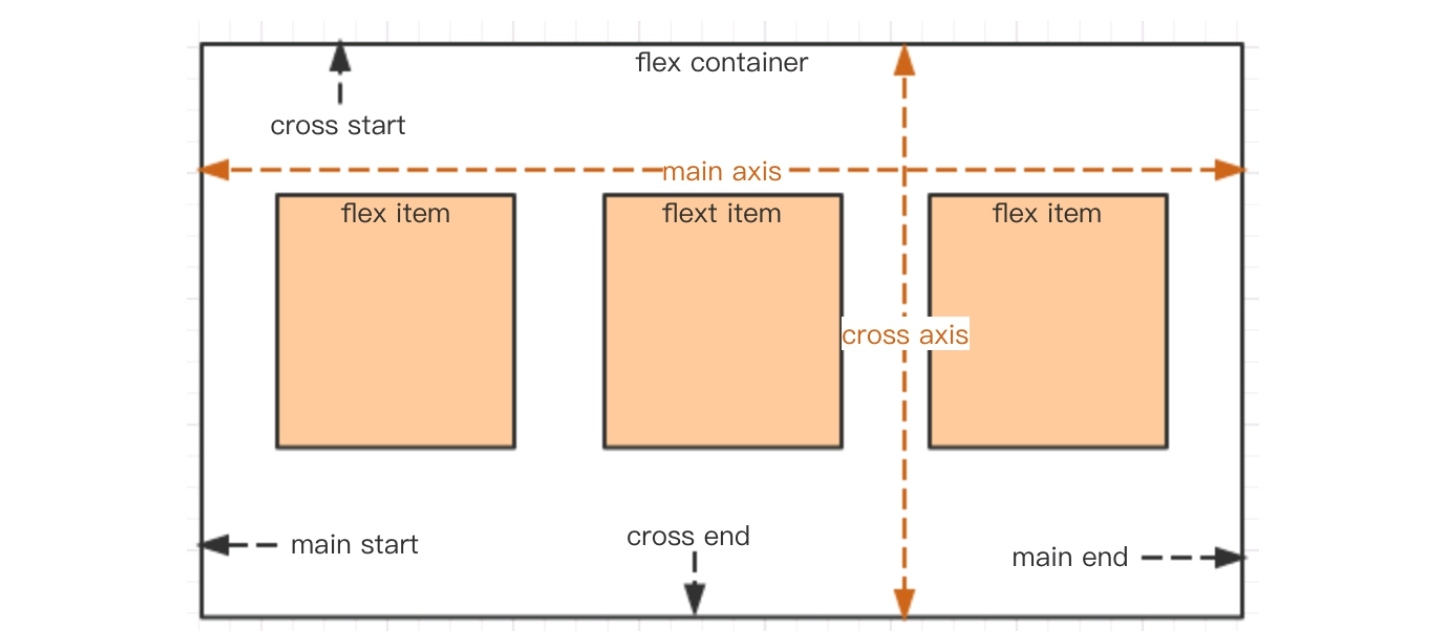 flex container
cross start
main axis
flex item
flext item
flex item
cross axis
main start
cross end
main end